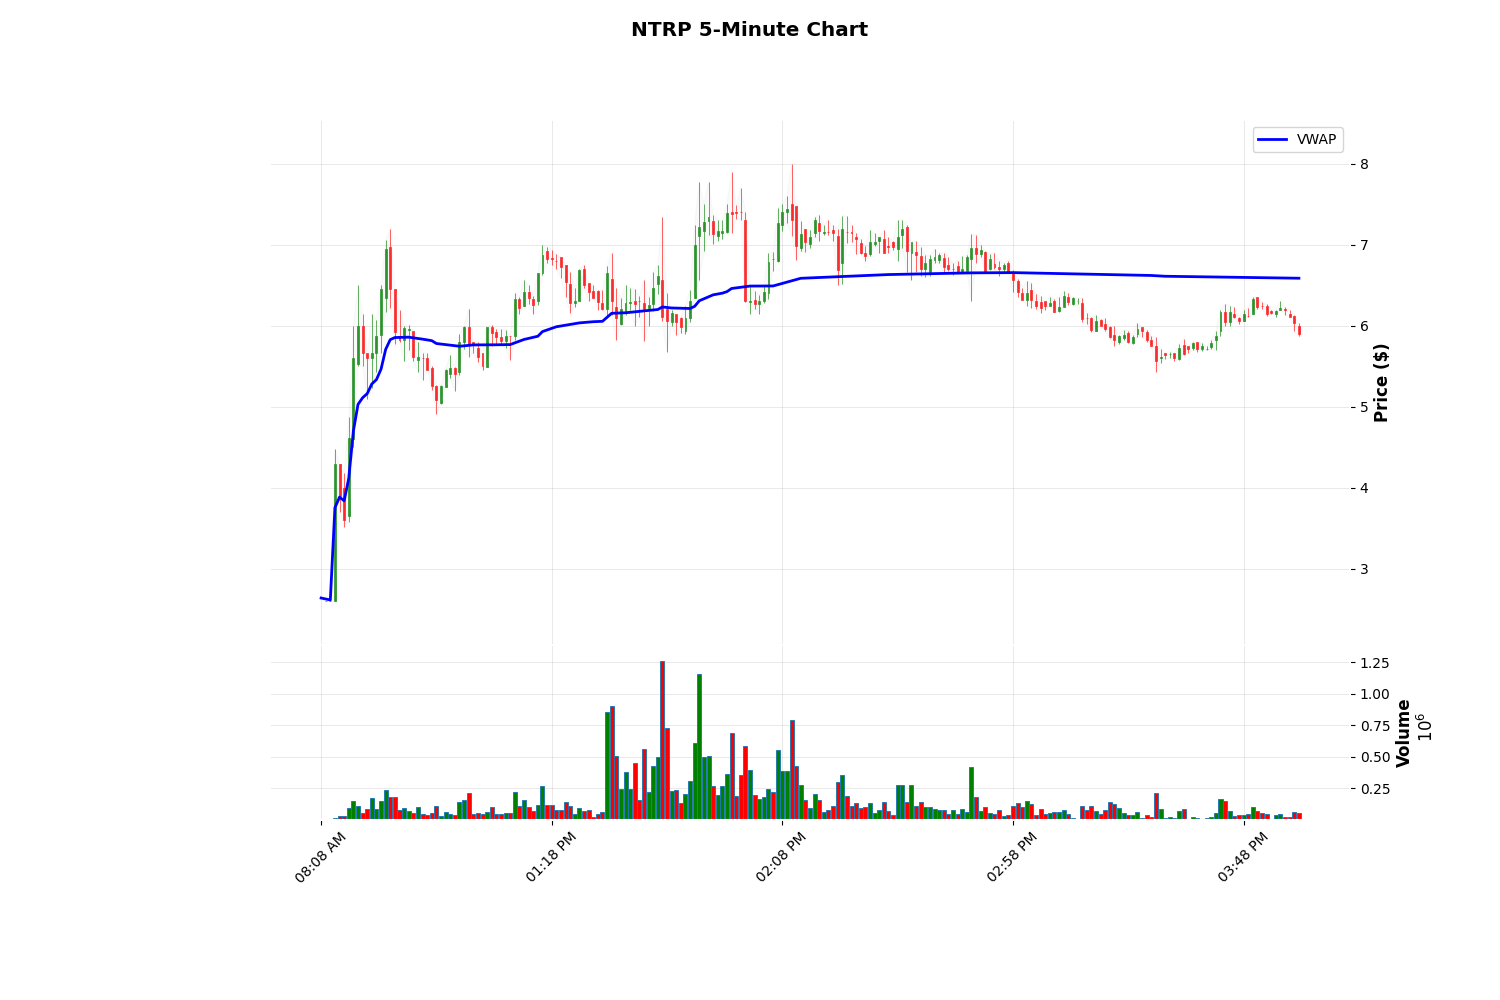 NTRP 5-Minute Chart
VWAP
8
7
6
5
4
3
Price ($)
1.25
1.00
0.75
0.50
0.25
Volume
10^6
08:08 AM
01:18 PM
02:08 PM
02:58 PM
03:48 PM